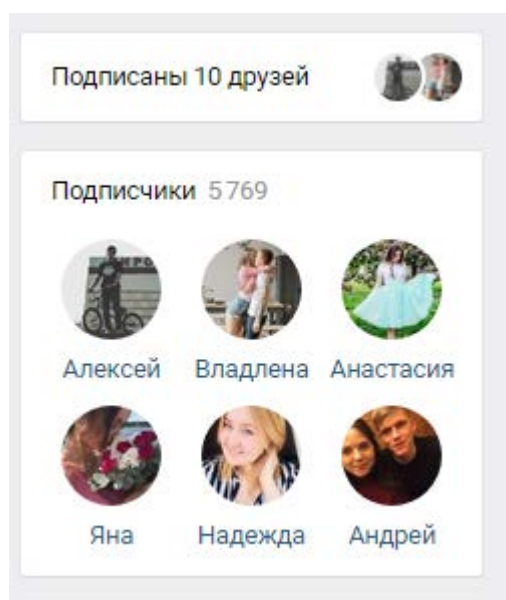 Подписаны 10 друзей
Подписчики 5 769
Алексей Владлена Анастасия
Яна Надежда Андрей